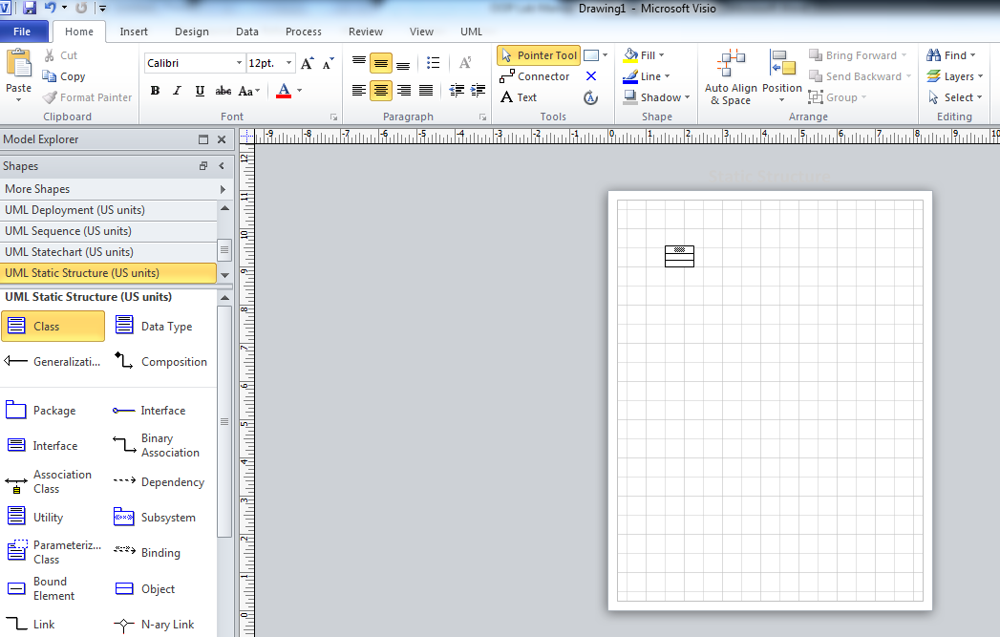 Drawing1 - Microsoft Visio
File Home Insert Design Data Process Review View UML
Paste
Cut
Copy
Format Painter
Clipboard
Calibri 12pt.
B I U abc Aa A
Font
Paragraph
Pointer Tool
Connector
A Text
Tools
Fill
Line
Shadow
Shape
Auto Align
& Space
Position
Bring Forward
Send Backward
Group
Arrange
Find
Layers
Select
Editing
Model Explorer
Shapes
More Shapes
UML Deployment (US units)
UML Sequence (US units)
UML Statechart (US units)
UML Static Structure (US units)
UML Static Structure (US units)
Class
Data Type
Generalizati...
Composition
Package
Interface
Interface
Binary
Association
Association
Class
Dependency
Utility
Subsystem
Parameteriz...
Class
Binding
Bound
Element
Object
Link
N-ary Link
-9 -8 -7 -6 -5 -4 -3 -2 -1 0 1 2 3 4 5 6 7 8 9 10
12
11
10
9
8
7
6
5
4
3
2
1
0